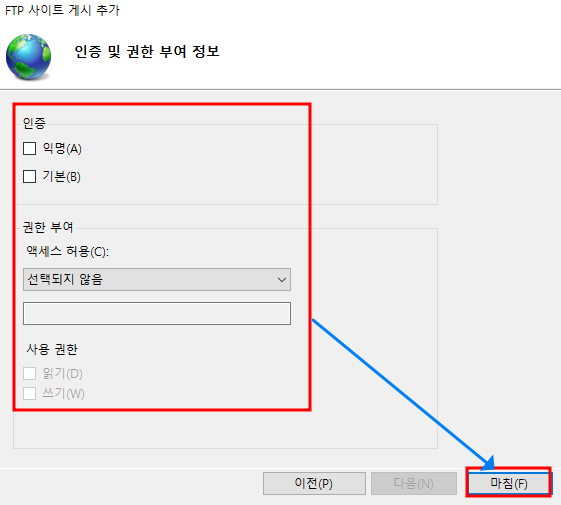 FTP 사이트 게시 추가
인증 및 권한 부여 정보
인증
익명(A)
기본(B)
권한 부여
액세스 허용(C):
선택되지 않음
사용 권한
읽기(D)
쓰기(W)
이전(P) 다음(N) 마침(F)